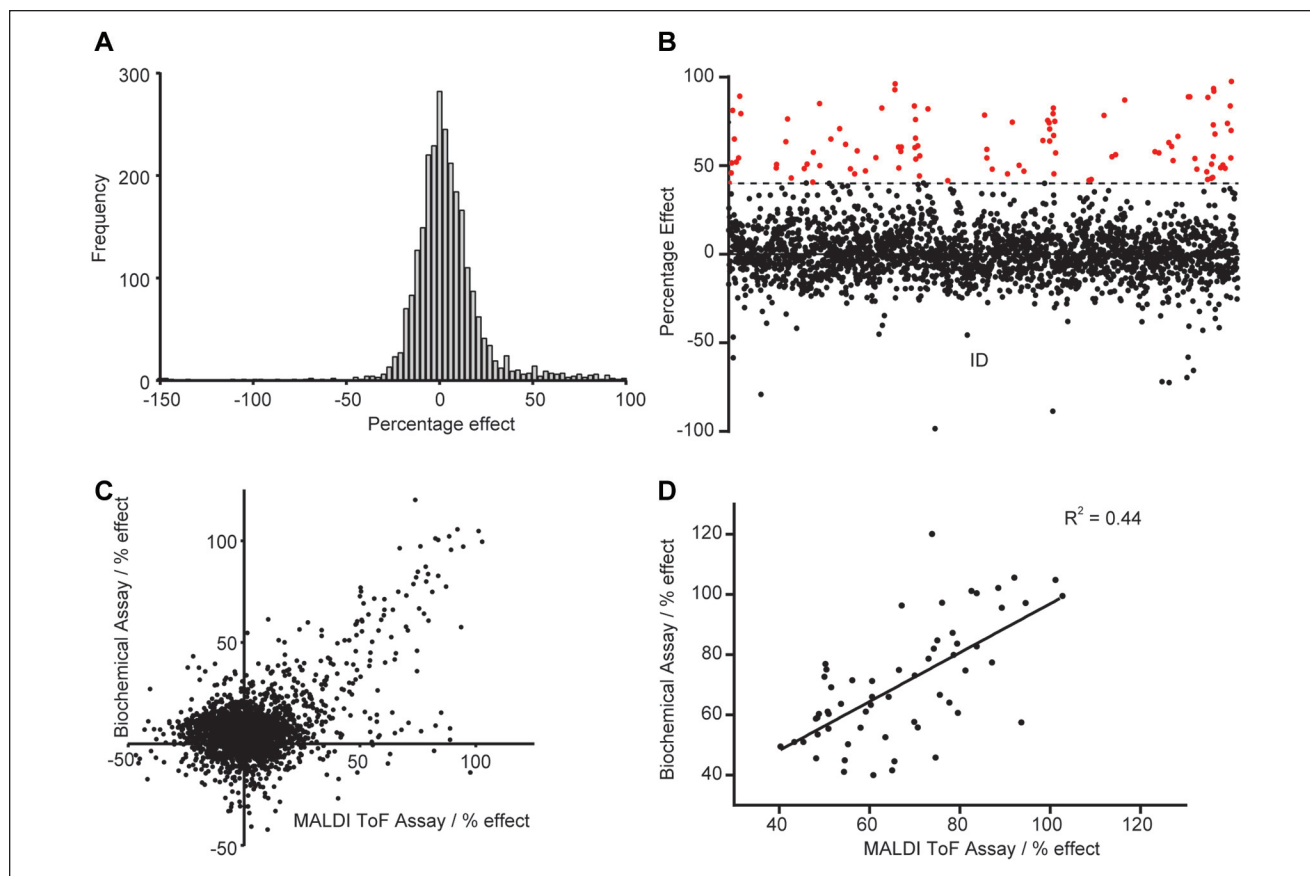 A
300
200
100
0
Frequency
-150
-100
-50
0
50
100
Percentage effect
B
100
50
0
-50
-100
Percentage Effect
ID
C
Biochemical Assay / % effect
100
50
-50
50
100
MALDI ToF Assay / % effect
-50
D
R² = 0.44
120
100
80
60
40
Biochemical Assay / % effect
40
60
80
100
120
MALDI ToF Assay / % effect